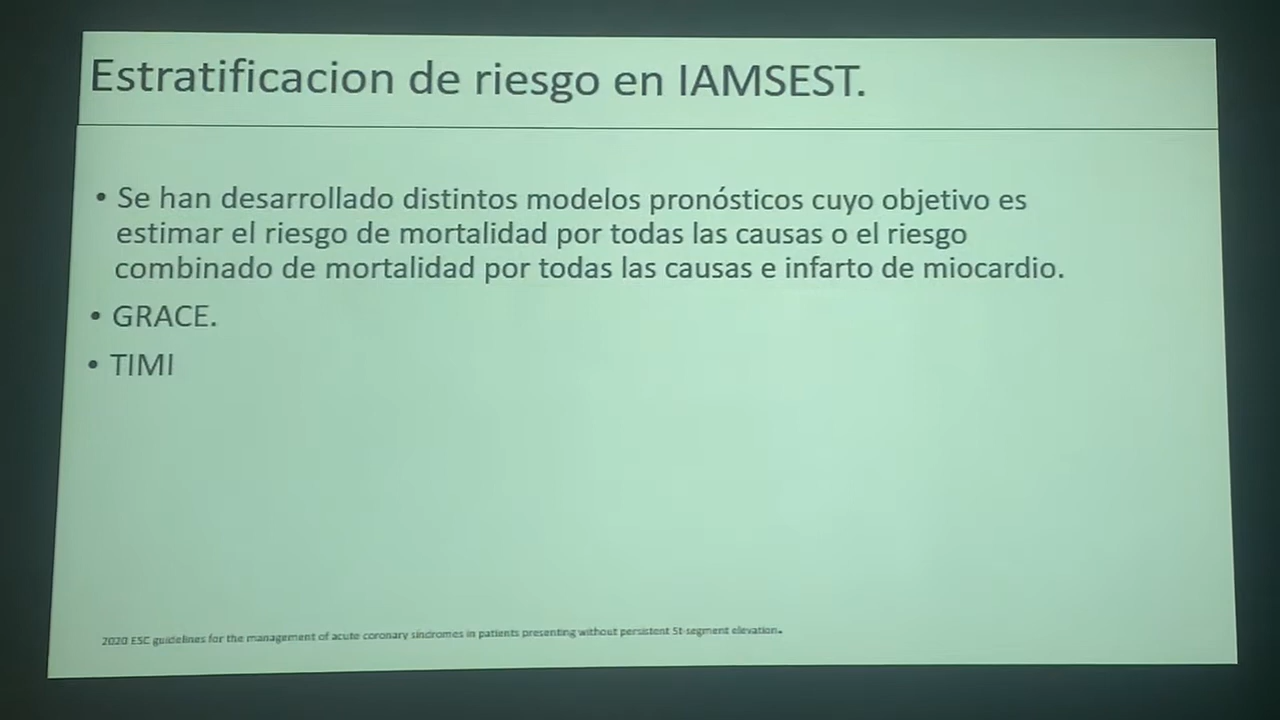 Estratificacion de riesgo en IAMSEST.
• Se han desarrollado distintos modelos pronósticos cuyo objetivo es
estimar el riesgo de mortalidad por todas las causas o el riesgo
combinado de mortalidad por todas las causas e infarto de miocardio.
• GRACE.
• TIMI
2020 ESC guidelines for the management of acute coronary sindromes in patients presenting without persistent St-segment elevation.